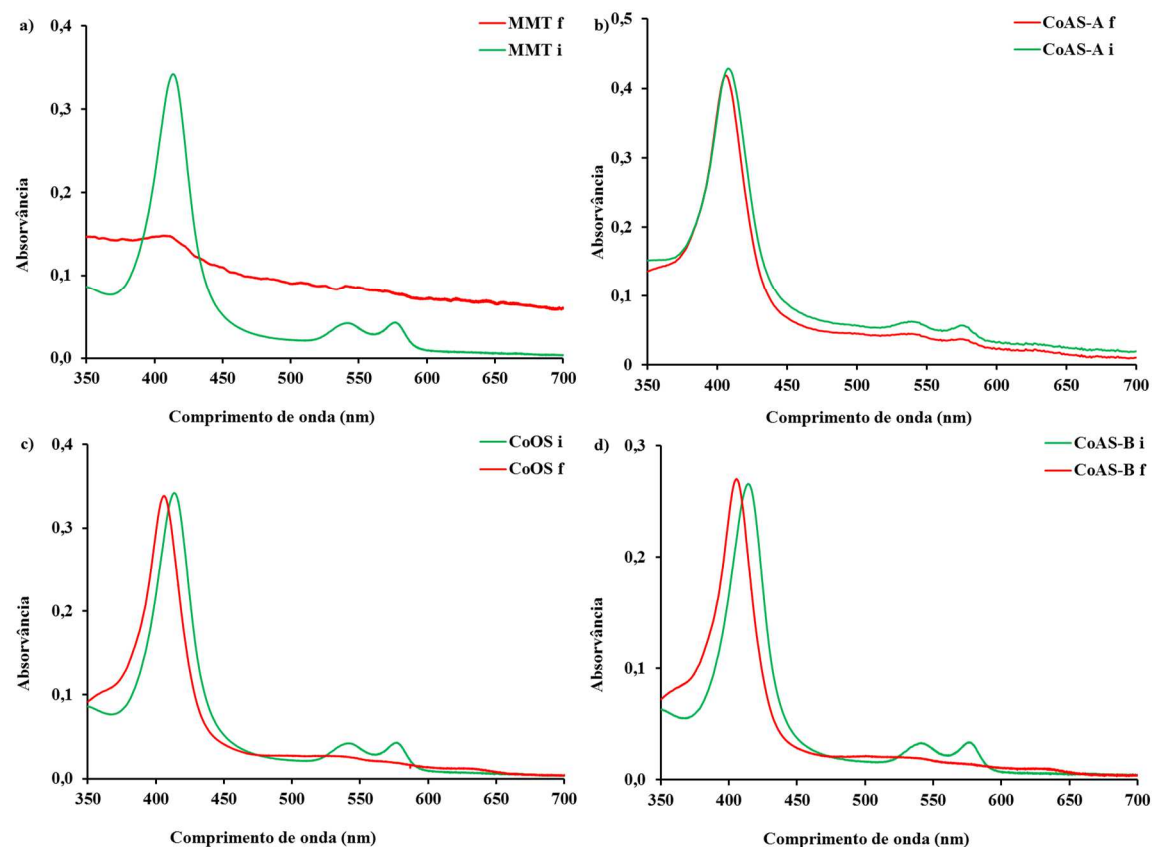 a)
MMT f
MMT i
0,4
0,3
0,2
0,1
0,0
Absorvância
350 400 450 500 550 600 650 700
Comprimento de onda (nm)
b)
CoAS-A f
CoAS-A i
0,5
0,4
0,3
0,2
0,1
0
Absorvância
350 400 450 500 550 600 650 700
Comprimento de onda (nm)
c)
CoOS i
CoOS f
0,4
0,3
0,2
0,1
0,0
Absorvância
350 400 450 500 550 600 650 700
Comprimento de onda (nm)
d)
CoAS-B i
CoAS-B f
0,3
0,2
0,1
0,0
Absorvância
350 400 450 500 550 600 650 700
Comprimento de onda (nm)